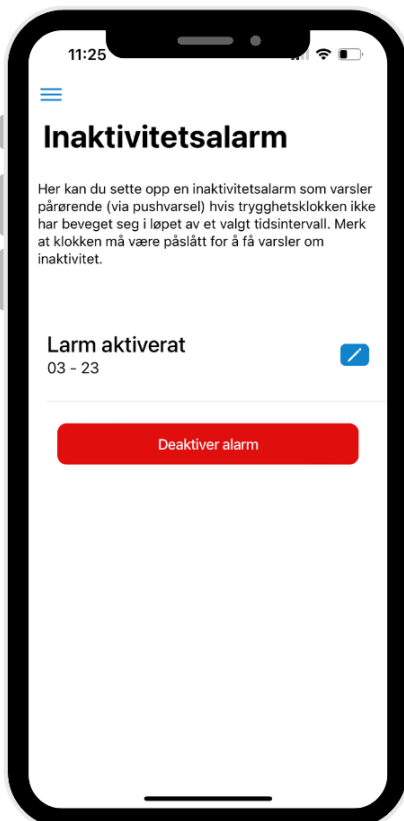 11:25
Inaktivitetsalarm
Her kan du sette opp en inaktivitetsalarm som varsler
pårørende (via pushvarsel) hvis trygghetsklokken ikke
har beveget seg i løpet av et valgt tidsintervall. Merk
at klokken må være påslått for å få varsler om
inaktivitet.
Larm aktiverat
03 - 23
Deaktiver alarm